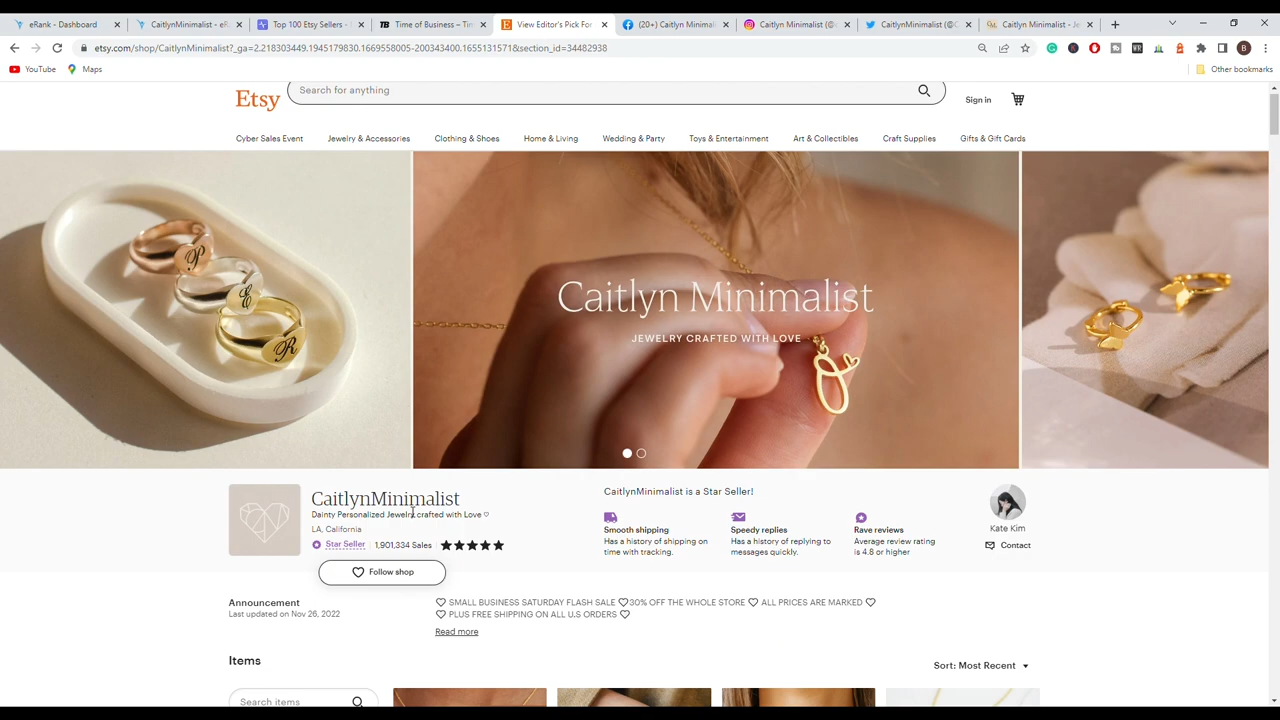 eRank - Dashboard
CaitlynMinimalist - eR
Top 100 Etsy Sellers -
Time of Business – Tim
View Editor's Pick For
(20+) Caitlyn Minimali
Caitlyn Minimal (@c
CaitlynMinimalist (@C
Caitlyn Minimalist - Je
etsy.com/shop/CaitlynMinimalist?_ga=2.218303449.1945179830.1669558005-200343400.1655131571&section_id=34482938
YouTube
Maps
Other bookmarks
Etsy
Search for anything
Sign in
Cyber Sales Event
Jewelry & Accessories
Clothing & Shoes
Home & Living
Wedding & Party
Toys & Entertainment
Art & Collectibles
Craft Supplies
Gifts & Gift Cards
P
E
R
Caitlyn Minimalist
JEWELRY CRAFTED WITH LOVE
CaitlynMinimalist
Dainty Personalized Jewelry crafted with Love ♡
LA, California
Star Seller
1,901,334 Sales
Follow shop
CaitlynMinimalist is a Star Seller!
Smooth shipping
Has a history of shipping on
time with tracking.
Speedy replies
Has a history of replying to
messages quickly.
Rave reviews
Average review rating
is 4.8 or higher
Kate Kim
Contact
Announcement
Last updated on Nov 26, 2022
♡ SMALL BUSINESS SATURDAY FLASH SALE ♡30% OFF THE WHOLE STORE ♡ ALL PRICES ARE MARKED ♡
♡ PLUS FREE SHIPPING ON ALL U.S ORDERS ♡
Read more
Items
Sort: Most Recent
Search items